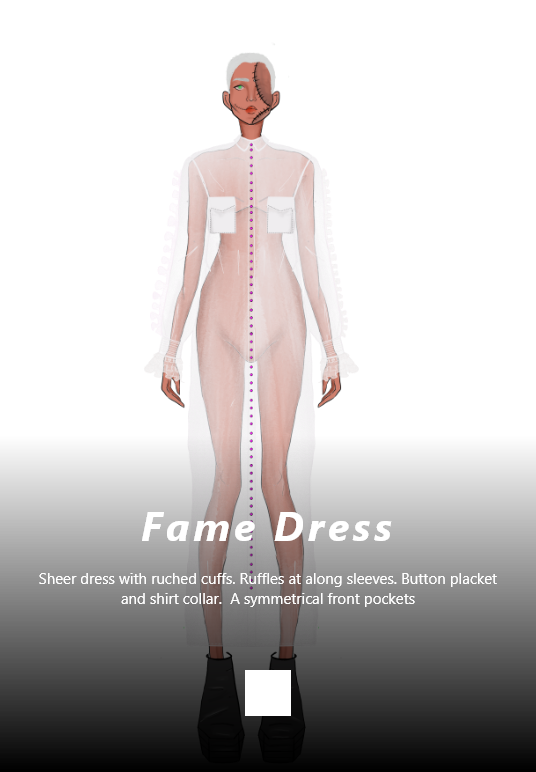 Fame Dress
Sheer dress with ruched cuffs. Ruffles at along sleeves. Button placket
and shirt collar.  A symmetrical front pockets